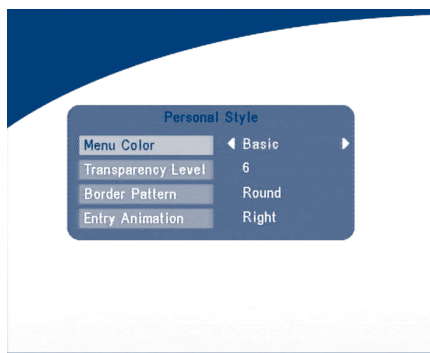 Personal Style
Menu Color Basic
Transparency Level 6
Border Pattern Round
Entry Animation Right